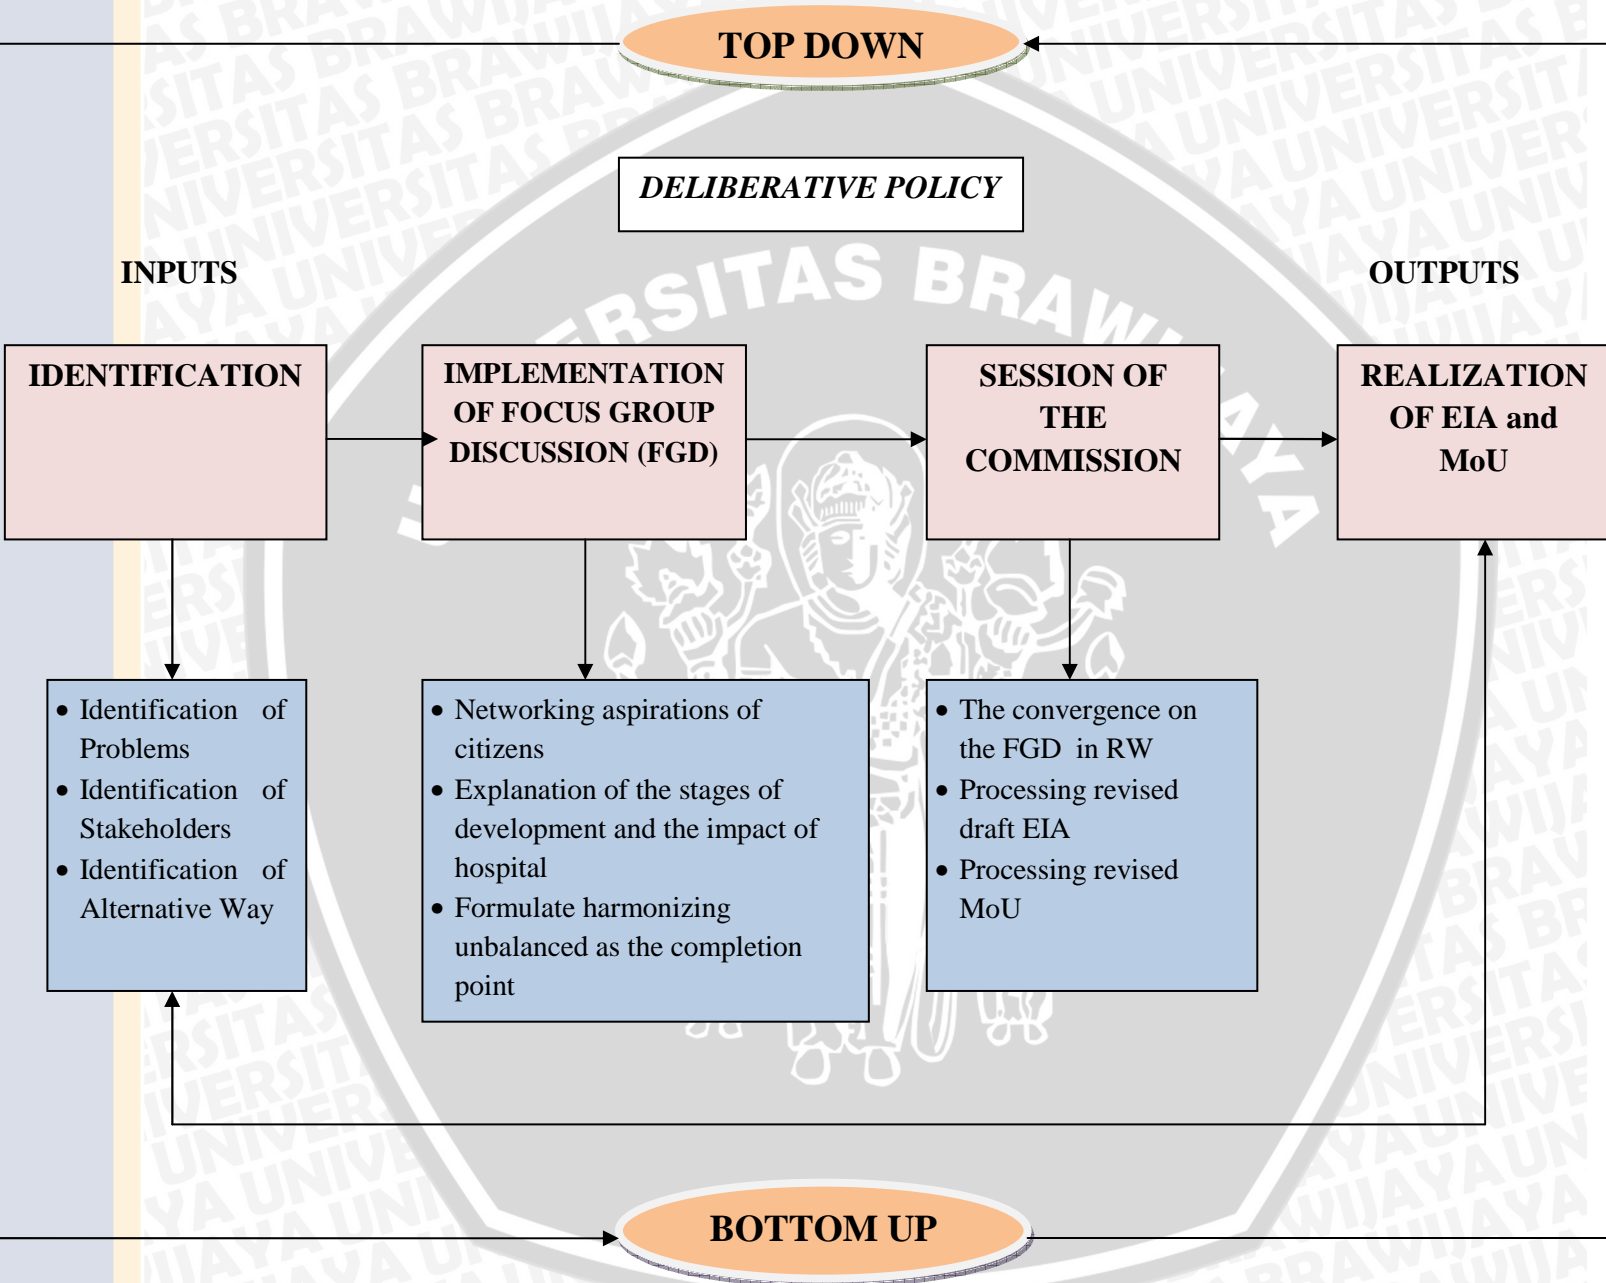 TOP DOWN
DELIBERATIVE POLICY
INPUTS
OUTPUTS
IDENTIFICATION
IMPLEMENTATION
OF FOCUS GROUP
DISCUSSION (FGD)
SESSION OF
THE
COMMISSION
REALIZATION
OF EIA and
MoU
• Identification of
Problems
• Identification of
Stakeholders
• Identification of
Alternative Way
• Networking aspirations of
citizens
• Explanation of the stages of
development and the impact of
hospital
• Formulate harmonizing
unbalanced as the completion
point
• The convergence on
the FGD in RW
• Processing revised
draft EIA
• Processing revised
MoU
BOTTOM UP